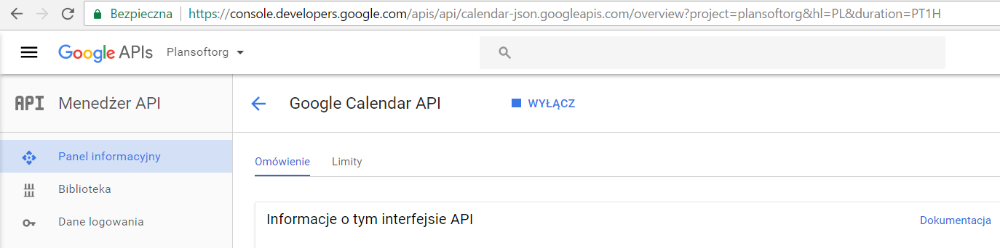 Bezpieczna https://console.developers.google.com/apis/api/calendar-json.googleapis.com/overview?project=plansoftorg&hl=PL&duration=PT1H
Google APIs Plansoftorg
API Menedżer API
Google Calendar API WYŁĄCZ
Panel informacyjny
Omówienie Limity
Biblioteka
Dane logowania
Informacje o tym interfejsie API Dokumentacja